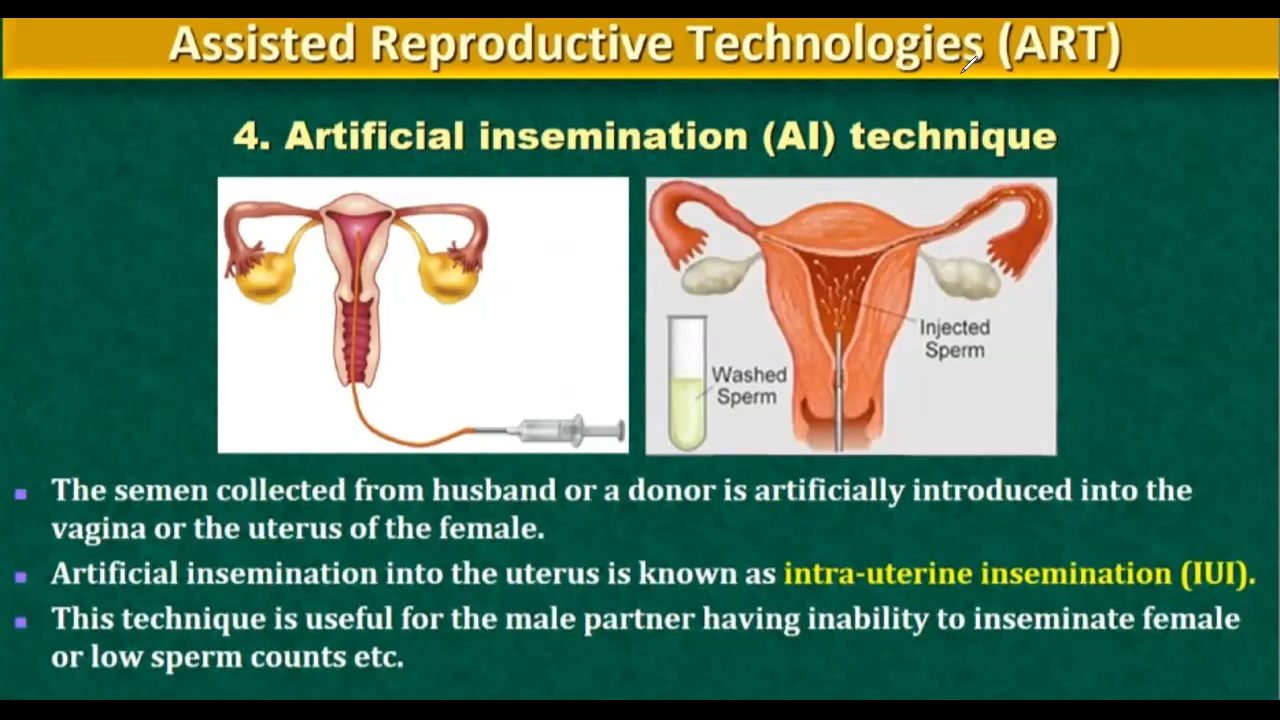 Assisted Reproductive Technologies (ART)
4. Artificial insemination (AI) technique
Injected
Sperm
Washed
Sperm
The semen collected from husband or a donor is artificially introduced into the
vagina or the uterus of the female.
Artificial insemination into the uterus is known as intra-uterine insemination (IUI).
This technique is useful for the male partner having inability to inseminate female
or low sperm counts etc.